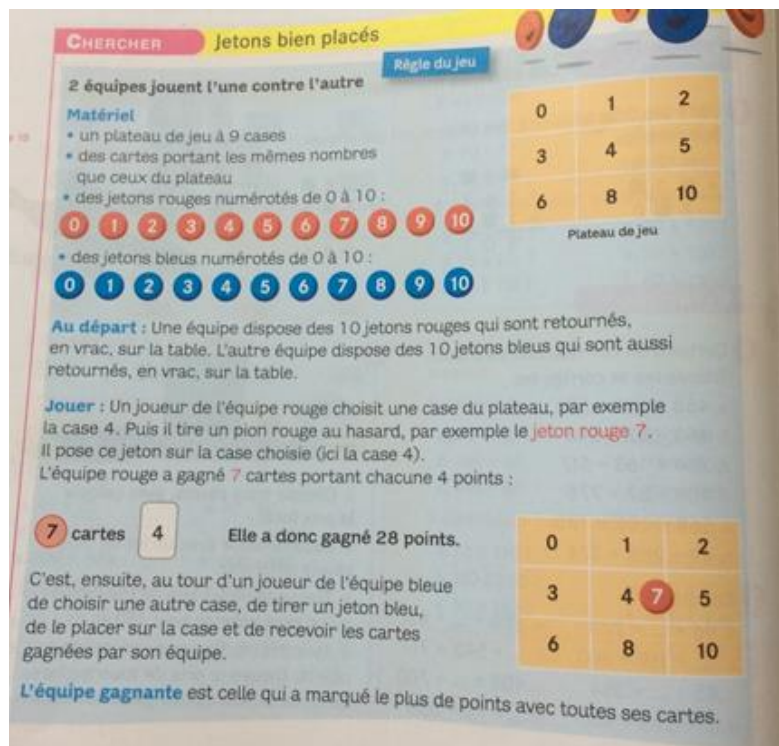 CHERCHER Jetons bien placés
Règle du jeu
2 équipes jouent l'une contre l'autre
Matériel
• un plateau de jeu à 9 cases
• des cartes portant les mêmes nombres
que ceux du plateau
• des jetons rouges numérotés de 0 à 10 :
0 1 2 3 4 5 6 7 8 9 10
• des jetons bleus numérotés de 0 à 10 :
0 1 2 3 4 5 6 7 8 9 10
0 1 2
3 4 5
6 8 10
Plateau de jeu
Au départ : Une équipe dispose des 10 jetons rouges qui sont retournés,
en vrac, sur la table. L'autre équipe dispose des 10 jetons bleus qui sont aussi
retournés, en vrac, sur la table.
Jouer : Un joueur de l'équipe rouge choisit une case du plateau, par exemple
la case 4. Puis il tire un pion rouge au hasard, par exemple le jeton rouge 7.
Il pose ce jeton sur la case choisie (ici la case 4).
L'équipe rouge a gagné 7 cartes portant chacune 4 points :
7 cartes 4 Elle a donc gagné 28 points.
C'est, ensuite, au tour d'un joueur de l'équipe bleue
de choisir une autre case, de tirer un jeton bleu,
de le placer sur la case et de recevoir les cartes
gagnées par son équipe.
0 1 2
3 4 7 5
6 8 10
L'équipe gagnante est celle qui a marqué le plus de points avec toutes ses cartes.